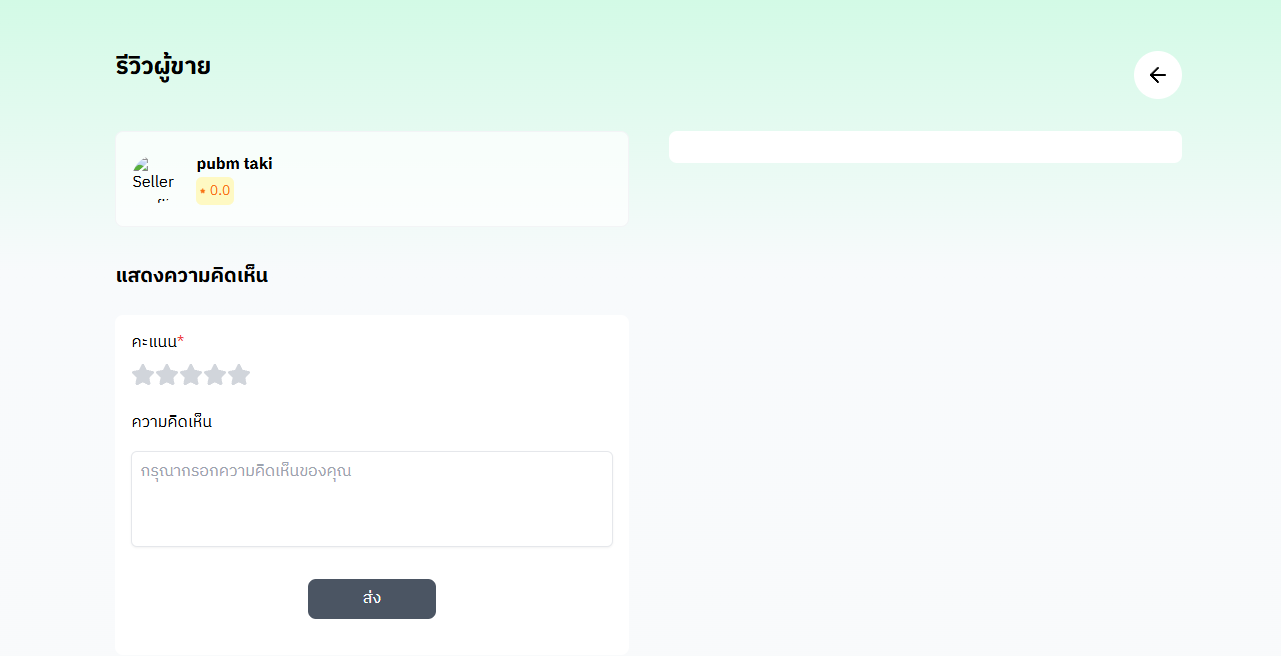 รีวิวผู้ขาย
Seller
pubm taki
0.0
แสดงความคิดเห็น
คะแนน*
ความคิดเห็น
กรุณากรอกความคิดเห็นของคุณ
ส่ง